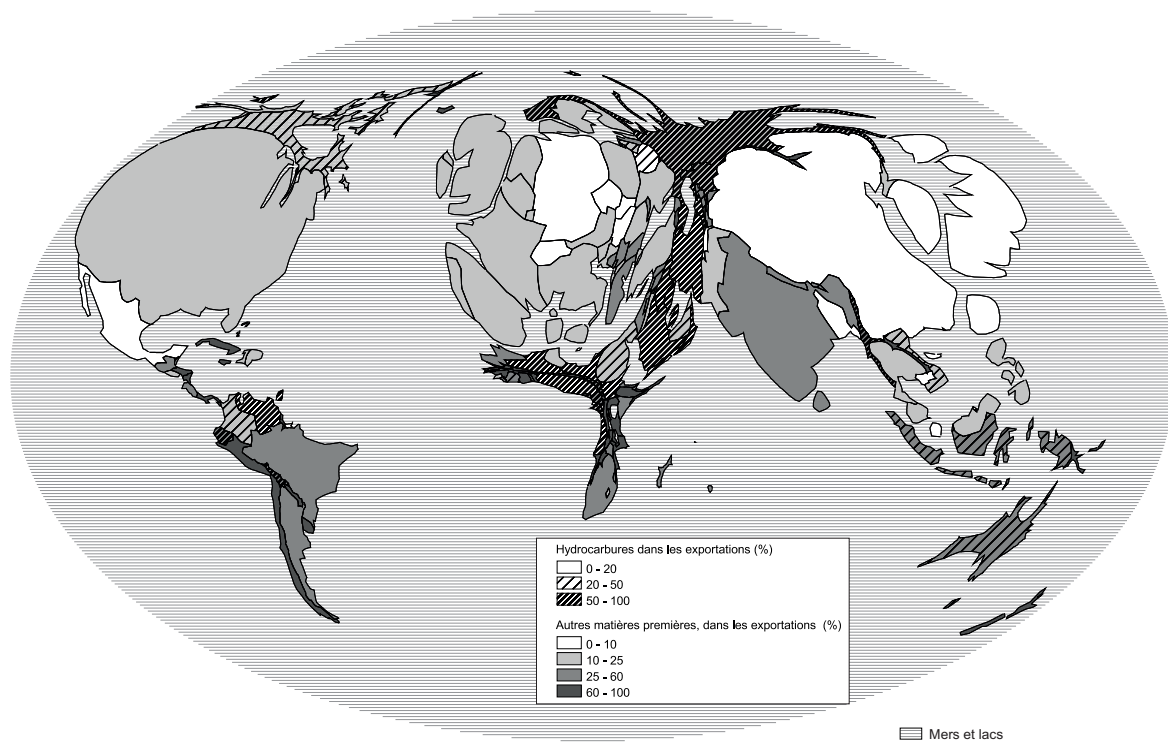 Hydrocarbures dans les exportations (%)
0 - 20
20 - 50
50 - 100
Autres matières premières, dans les exportations (%)
0 - 10
10 - 25
25 - 60
60 - 100
Mers et lacs